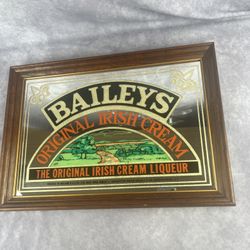 BAILEYS
ORIGINAL IRISH CREAM
THE ORIGINAL IRISH CREAM LIQUEUR